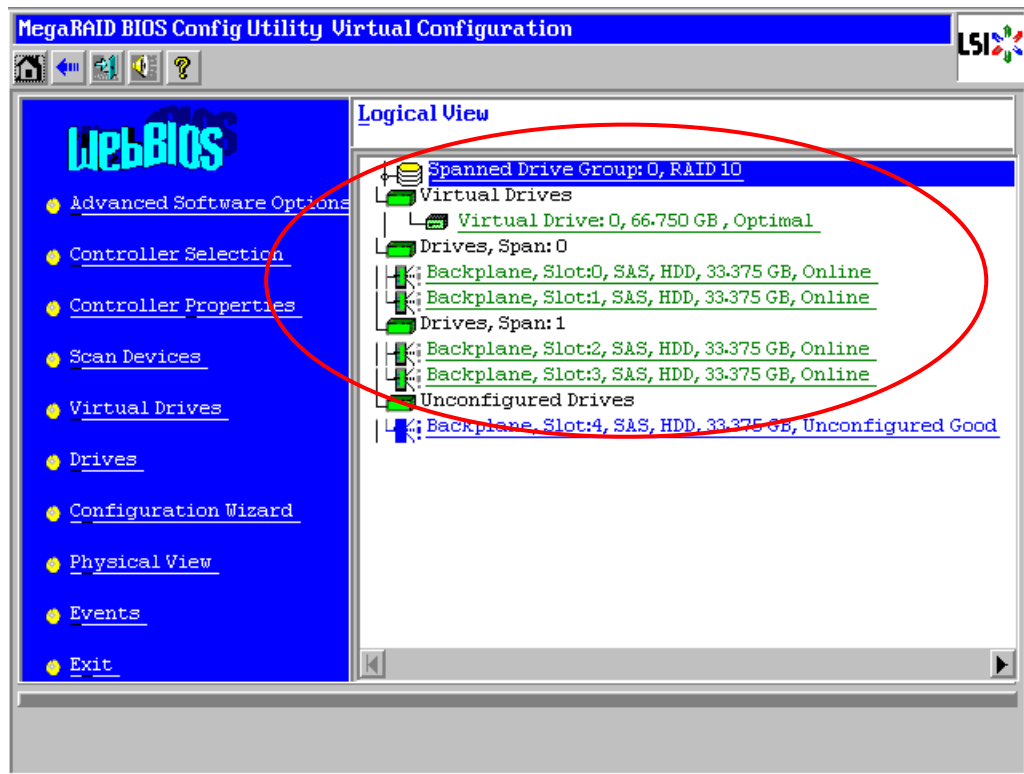 MegaRAID BIOS Config Utility Virtual Configuration
LSI
?
WebBIOS
Advanced Software Options
Controller Selection
Controller Properties
Scan Devices
Virtual Drives
Drives
Configuration Wizard
Physical View
Events
Exit
Logical View
Spanned Drive Group: 0, RAID 10
Virtual Drives
Virtual Drive: 0, 66.750 GB , Optimal
Drives, Span: 0
Backplane, Slot:0, SAS, HDD, 33.375 GB, Online
Backplane, Slot:1, SAS, HDD, 33.375 GB, Online
Drives, Span: 1
Backplane, Slot:2, SAS, HDD, 33.375 GB, Online
Backplane, Slot:3, SAS, HDD, 33.375 GB, Online
Unconfigured Drives
Backplane, Slot:4, SAS, HDD, 33.375 GB, Unconfigured Good